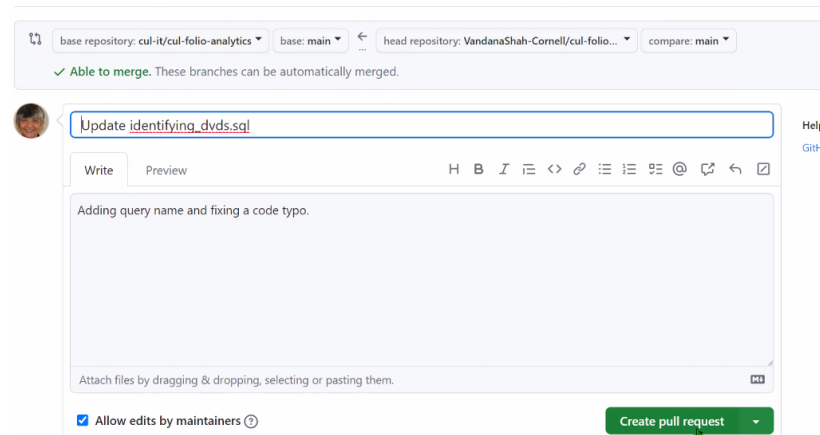 base repository: cul-it/cul-folio-analytics base: main head repository: VandanaShah-Cornell/cul-folio... compare: main
Able to merge. These branches can be automatically merged.
Update identifying_dvds.sql
Help
GitH
Write Preview H B I @
Adding query name and fixing a code typo.
Attach files by dragging & dropping, selecting or pasting them.
Allow edits by maintainers ?
Create pull request